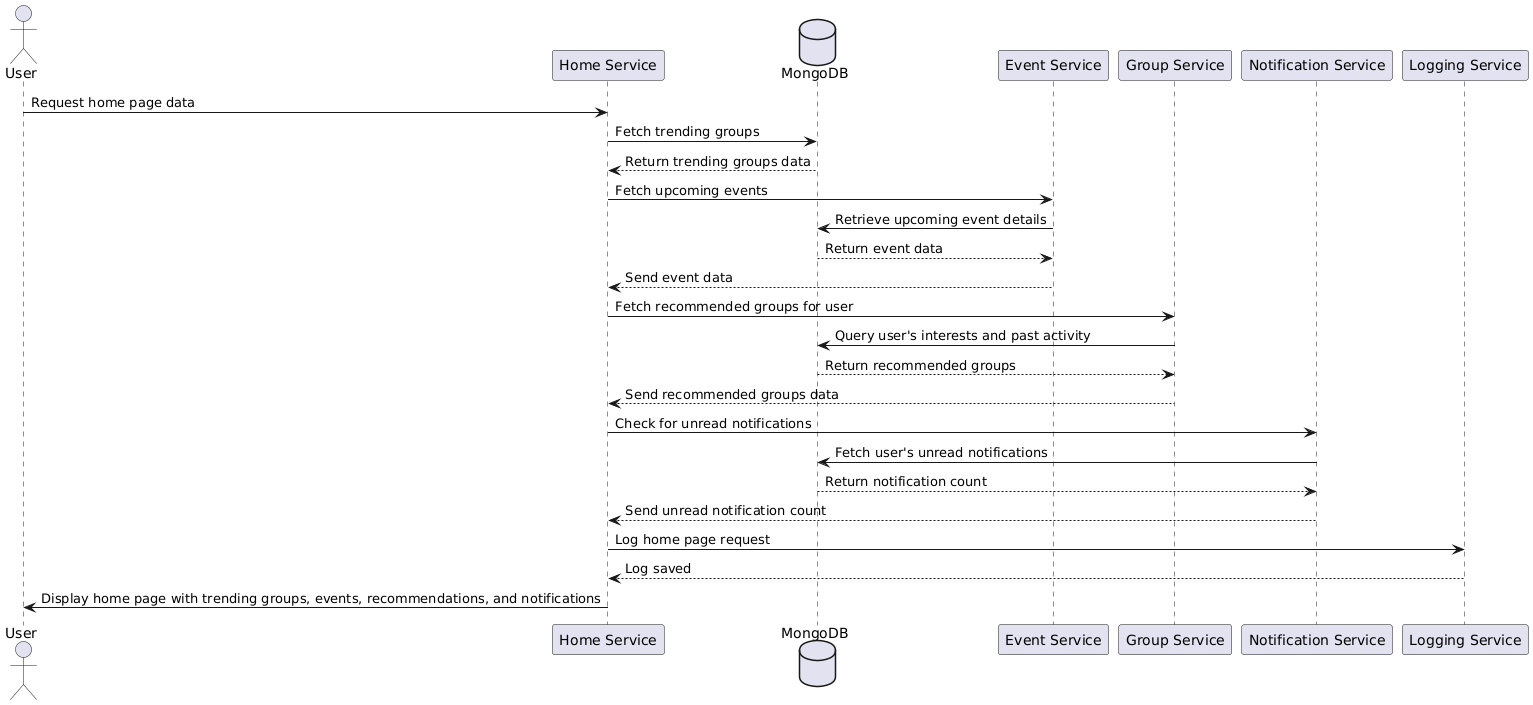 User
Home Service
MongoDB
Event Service
Group Service
Notification Service
Logging Service
Request home page data
Fetch trending groups
Return trending groups data
Fetch upcoming events
Retrieve upcoming event details
Return event data
Send event data
Fetch recommended groups for user
Query user's interests and past activity
Return recommended groups
Send recommended groups data
Check for unread notifications
Fetch user's unread notifications
Return notification count
Send unread notification count
Log home page request
Log saved
Display home page with trending groups, events, recommendations, and notifications
User
Home Service
MongoDB
Event Service
Group Service
Notification Service
Logging Service